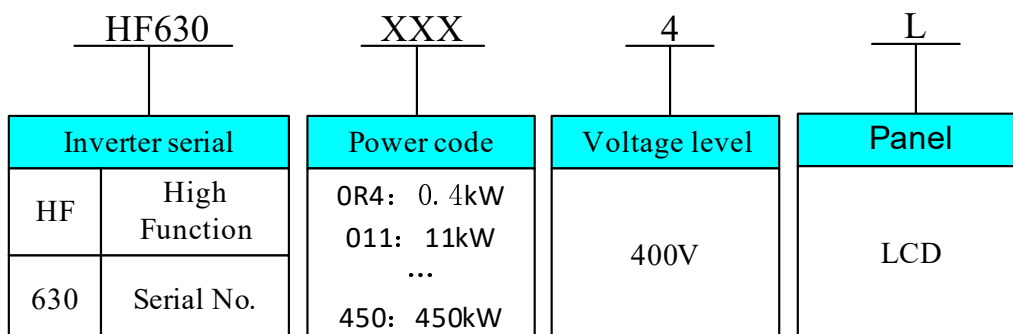 HF630 XXX 4 L
Inverter serial Power code Voltage level Panel
HF High Function
630 Serial No.
0R4：0.4kW
011：11kW
...
450：450kW
400V
LCD